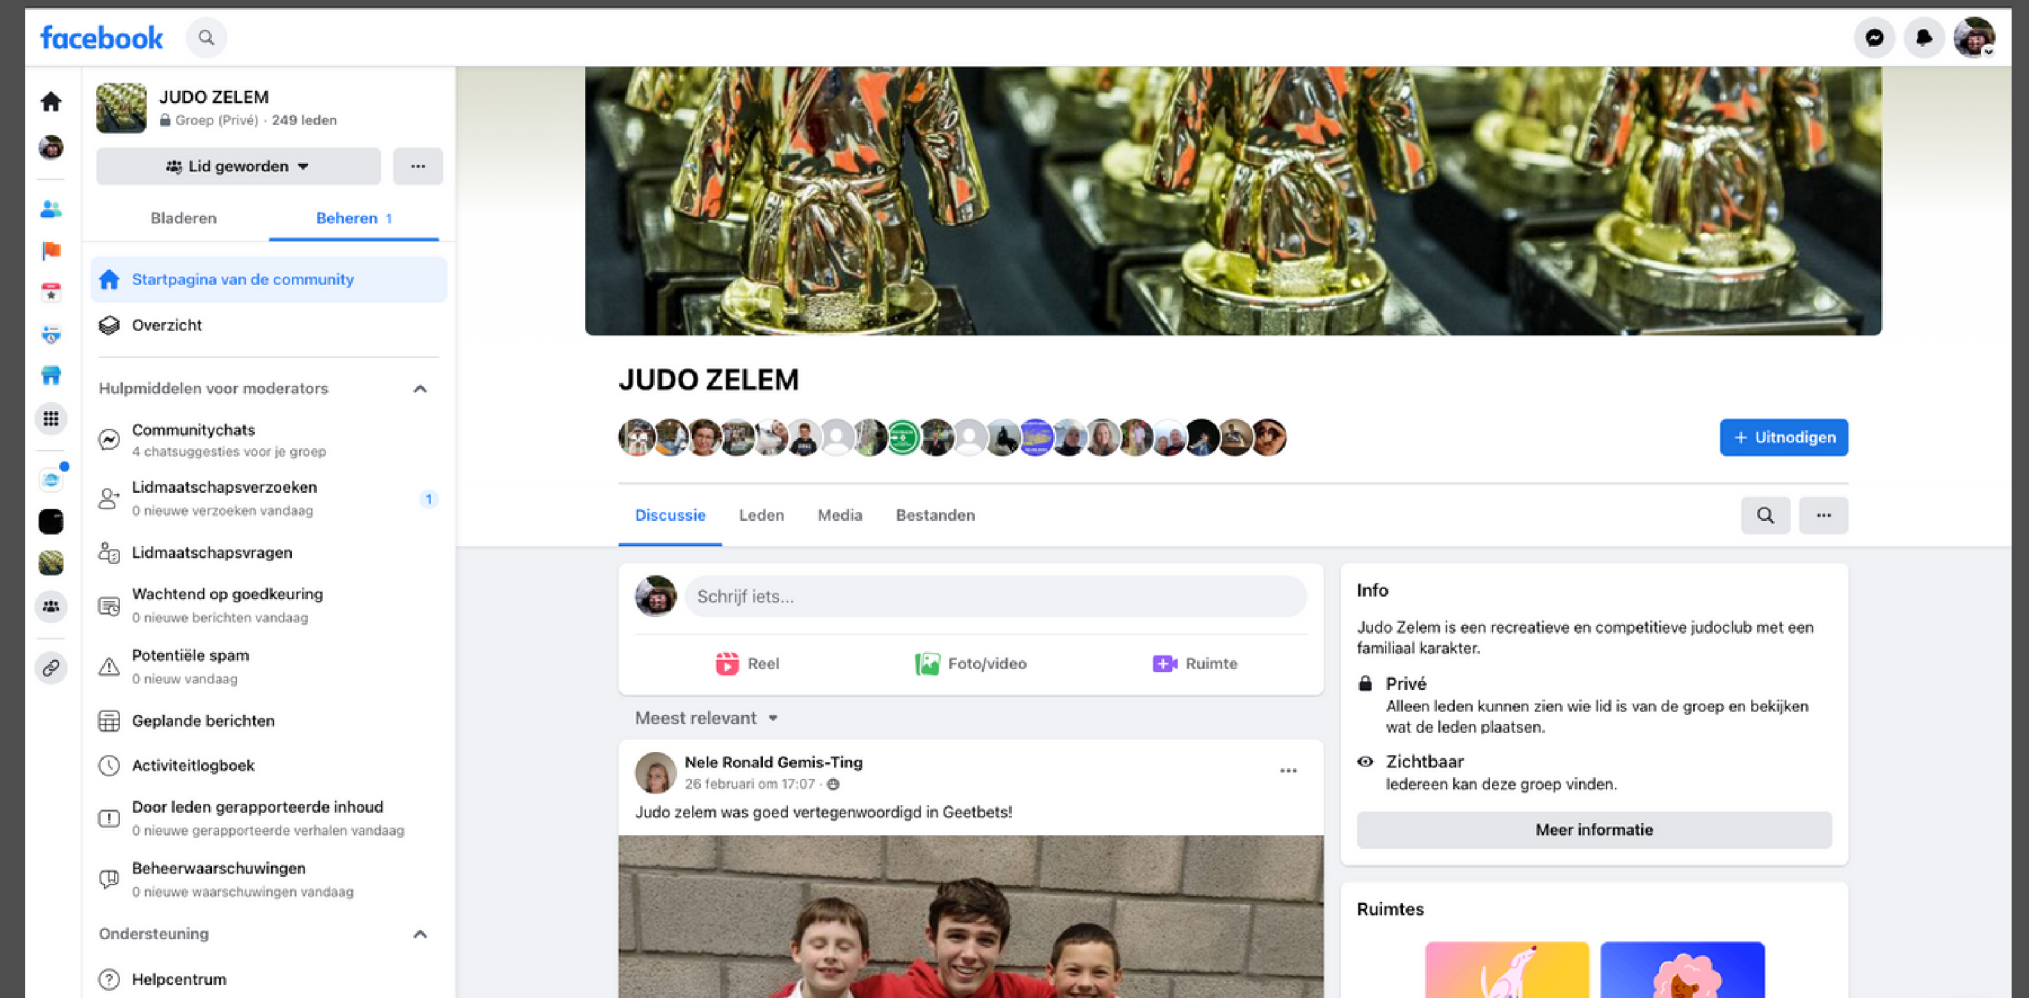 facebook
JUDO ZELEM
Groep (Privé) · 249 leden
Lid geworden
Bladeren
Beheren 1
Startpagina van de community
Overzicht
Hulpmiddelen voor moderators
Communitychats
4 chatsuggesties voor je groep
Lidmaatschapsverzoeken
0 nieuwe verzoeken vandaag
1
Lidmaatschapsvragen
Wachtend op goedkeuring
0 nieuwe berichten vandaag
Potentiële spam
0 nieuw vandaag
Geplande berichten
Activiteitlogboek
Door leden gerapporteerde inhoud
0 nieuwe gerapporteerde verhalen vandaag
Beheerwaarschuwingen
0 nieuwe waarschuwingen vandaag
Ondersteuning
Helpcentrum
JUDO ZELEM
+ Uitnodigen
Discussie
Leden
Media
Bestanden
Schrijf iets...
Reel
Foto/video
Ruimte
Meest relevant
Nele Ronald Gemis-Ting
26 februari om 17:07 ·
Judo zelem was goed vertegenwoordigd in Geetbets!
Info
Judo Zelem is een recreatieve en competitieve judoclub met een
familiaal karakter.
Privé
Alleen leden kunnen zien wie lid is van de groep en bekijken
wat de leden plaatsen.
Zichtbaar
Iedereen kan deze groep vinden.
Meer informatie
Ruimtes